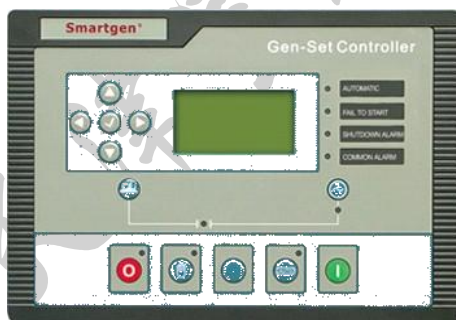 Smartgen®
Gen-Set Controller
AUTOMATIC
FAIL TO START
SHUTDOWN ALARM
COMMON ALARM